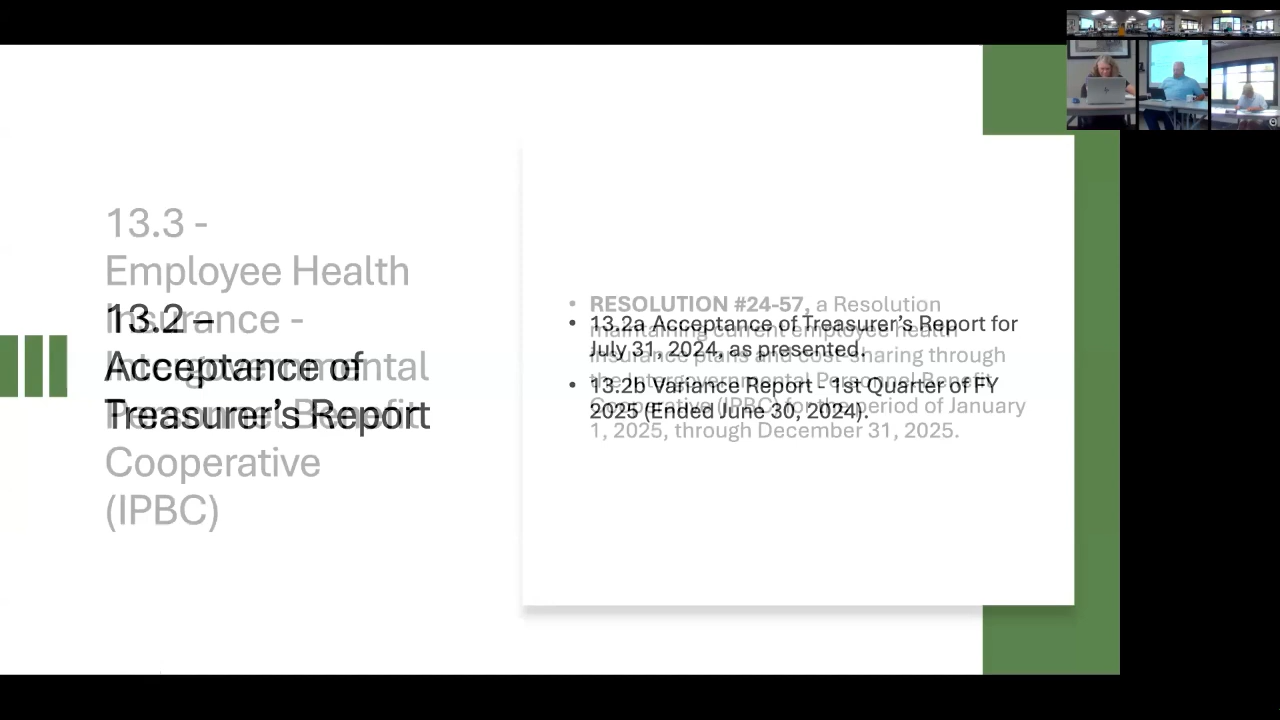 13.3 -
Employee Health
Insurance -
Intergovernmental
Personnel Benefit
Cooperative
(IPBC)
13.2 –
Acceptance of
Treasurer’s Report
• RESOLUTION #24-57, a Resolution
maintaining current employee health
insurance plans and cost-sharing through
the Intergovernmental Personnel Benefit
Cooperative (IPBC) for the period of January
1, 2025, through December 31, 2025.
• 13.2a Acceptance of Treasurer’s Report for
July 31, 2024, as presented.
• 13.2b Variance Report - 1st Quarter of FY
2025 (Ended June 30, 2024).